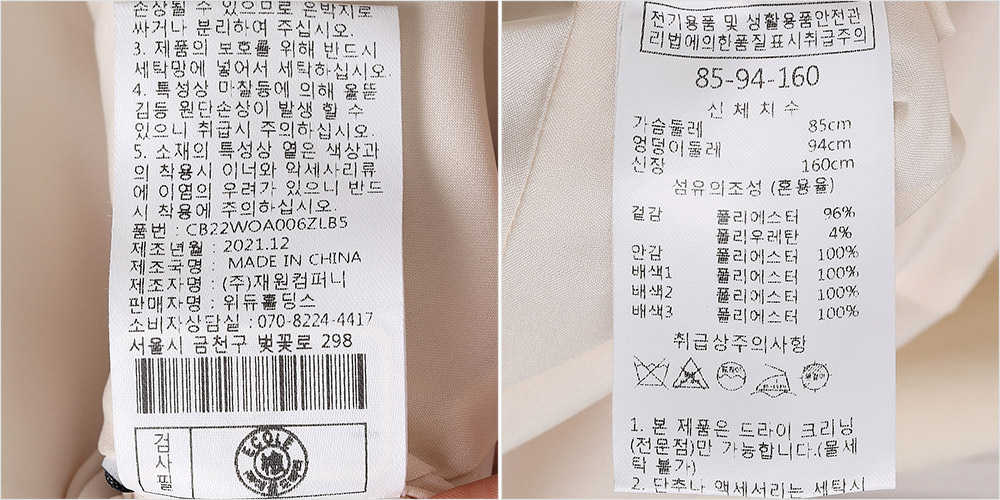 손상될 수 있으므로 은박지로
싸거나 분리하여 주십시오.
3. 제품의 보호를 위해 반드시
세탁망에 넣어서 세탁하십시오.
4. 특성상 마찰등에 의해 올뜯
김등 원단손상이 발생 할 수
있으니 취급시 주의하십시오.
5. 소재의 특성상 옅은 색상과
의 착용시 이너와 악세사리류
에 이염의 우려가 있으니 반드
시 착용에 주의하십시오.
품번 : CB22WOA006ZLB5
제조년월 : 2021.12
제조국명 : MADE IN CHINA
제조자명 : (주)재원컴퍼니
판매자명 : 위듀홀딩스
소비자상담실 : 070-8224-4417
서울시 금천구 벚꽃로 298
검사필
ECOLE
전기용품 및 생활용품안전관
리법에의한품질표시취급주의
85-94-160
신체치수
가슴둘레 85cm
엉덩이둘레 94cm
신장 160cm
섬유의조성 (혼용율)
겉감 폴리에스터 96%
폴리우레탄 4%
안감 폴리에스터 100%
배색1 폴리에스터 100%
배색2 폴리에스터 100%
배색3 폴리에스터 100%
취급상주의사항
1. 본 제품은 드라이 크리닝
(전문점)만 가능합니다.(물세
탁 불가)
2. 단추나 액세서리는 세탁시